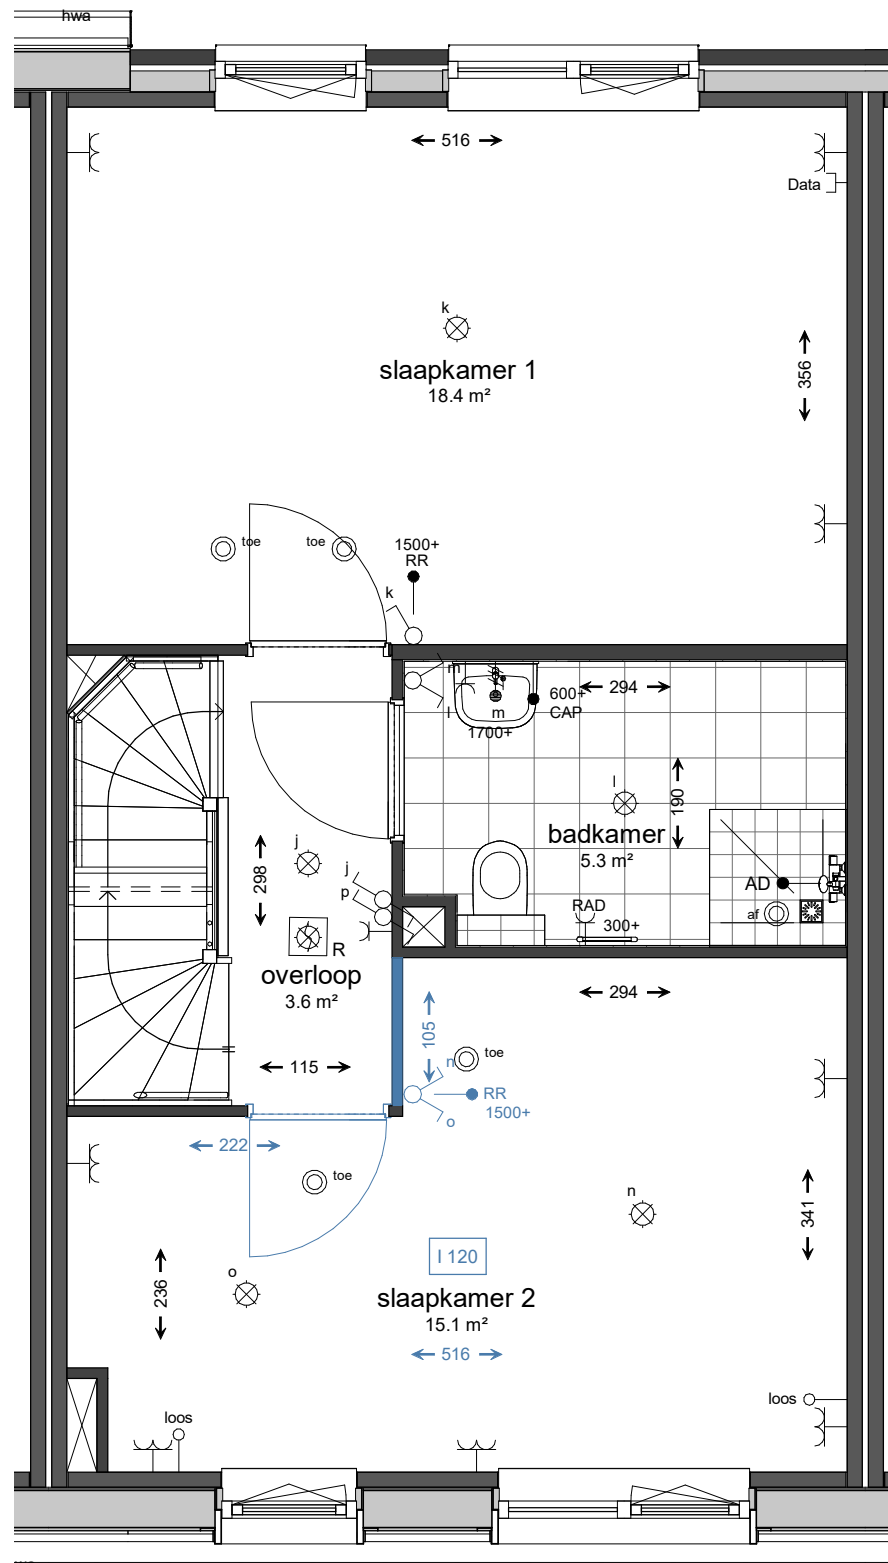 hwa
516
Data
k
slaapkamer 1
18.4 m²
356
toe
toe
1500+
RR
k
m
l
m
1700+
600+
CAP
294
190
l
badkamer
5.3 m²
AD
af
RAD
300+
j
298
j
p
R
overloop
3.6 m²
115
294
105
n
toe
RR
1500+
o
222
toe
n
341
I 120
o
236
slaapkamer 2
15.1 m²
516
loos
loos